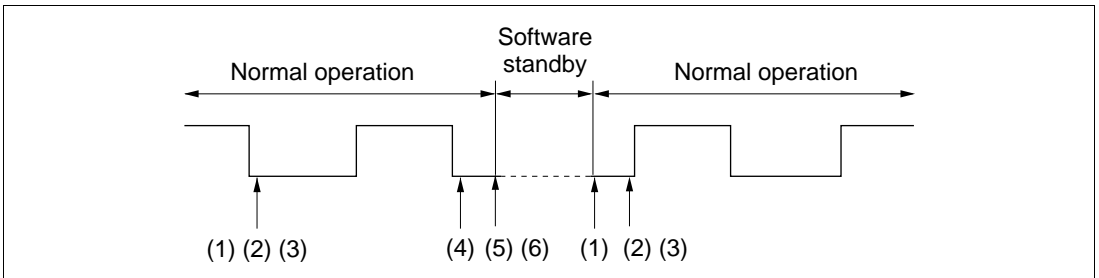 Software
standby
Normal operation
Normal operation
(1) (2) (3)
(4) (5) (6)
(1) (2) (3)